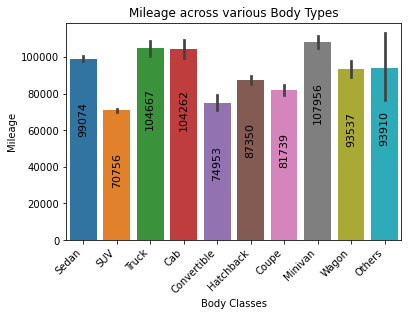 Mileage across various Body Types
Mileage
100000
80000
60000
40000
20000
0
99074
70756
104667
104262
74953
87350
81739
107956
93537
93910
Sedan
SUV
Truck
Cab
Convertible
Hatchback
Coupe
Minivan
Wagon
Others
Body Classes